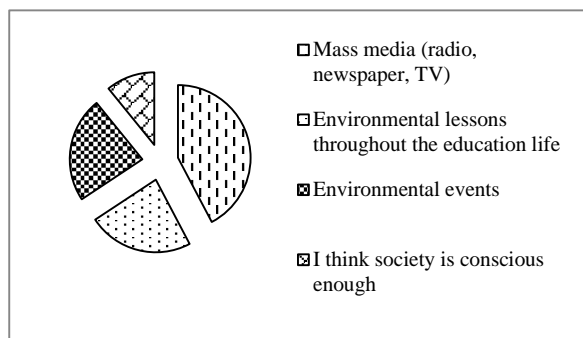 Mass media (radio,
newspaper, TV)
Environmental lessons
throughout the education life
Environmental events
I think society is conscious
enough